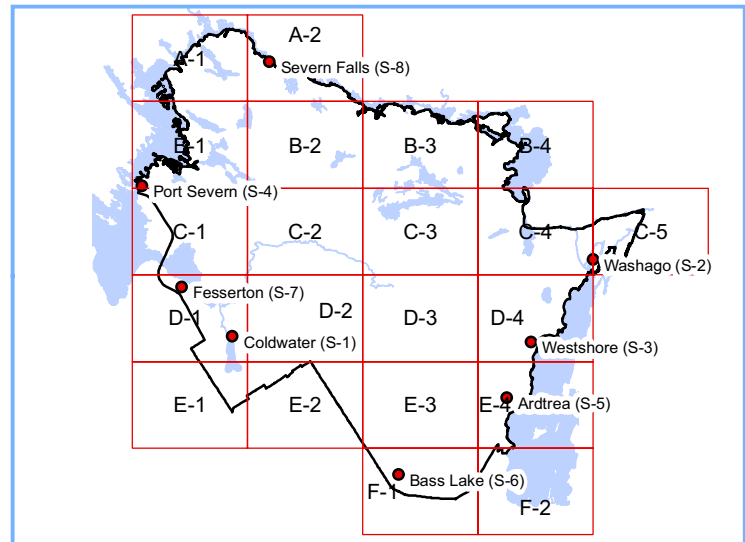 A-2
A-1
Severn Falls (S-8)
B-1
B-2
B-3
B-4
Port Severn (S-4)
C-1
C-2
C-3
C-4
C-5
Washago (S-2)
Fesserton (S-7)
D-1
D-2
D-3
D-4
Coldwater (S-1)
Westshore (S-3)
E-1
E-2
E-3
E-4
Ardtrea (S-5)
Bass Lake (S-6)
F-1
F-2